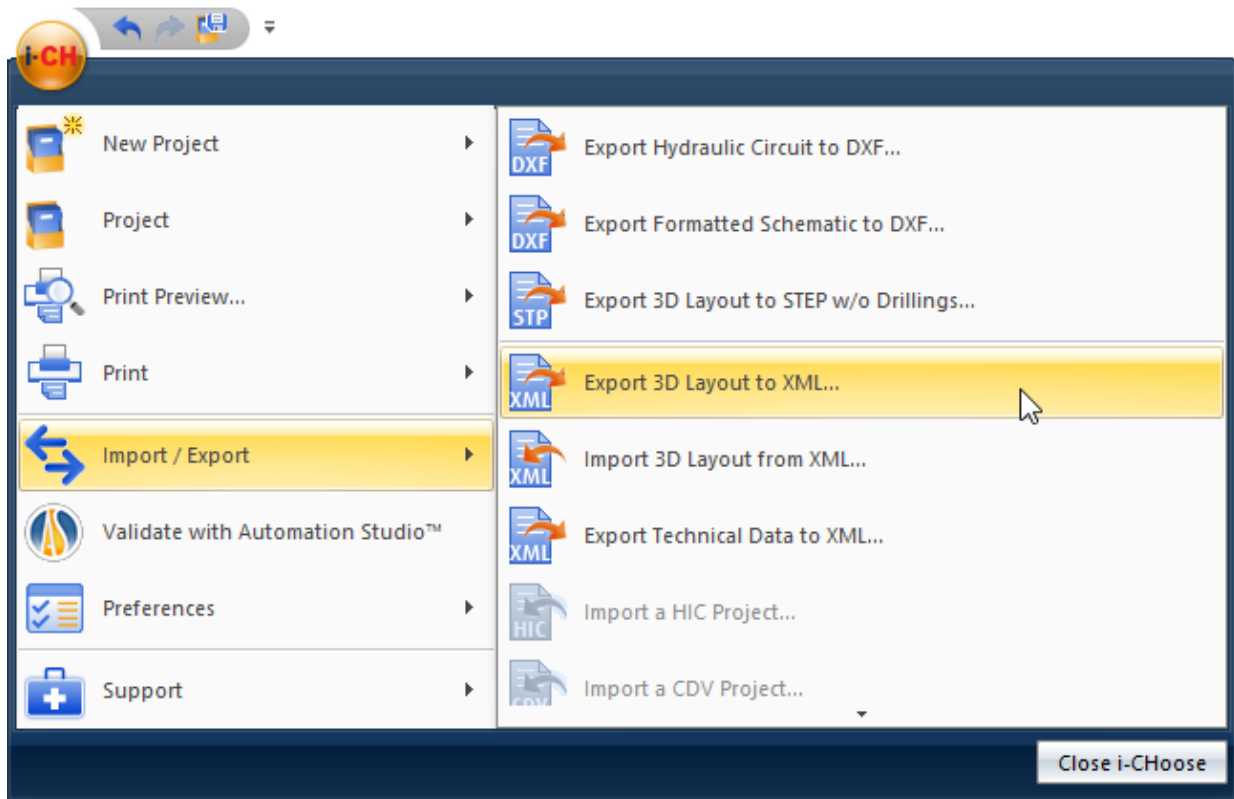 i-CH
New Project
Project
Print Preview...
Print
Import / Export
Validate with Automation Studio™
Preferences
Support
DXF
Export Hydraulic Circuit to DXF...
DXF
Export Formatted Schematic to DXF...
STP
Export 3D Layout to STEP w/o Drillings...
XML
Export 3D Layout to XML...
XML
Import 3D Layout from XML...
XML
Export Technical Data to XML...
HIC
Import a HIC Project...
CDV
Import a CDV Project...
Close i-CHoose